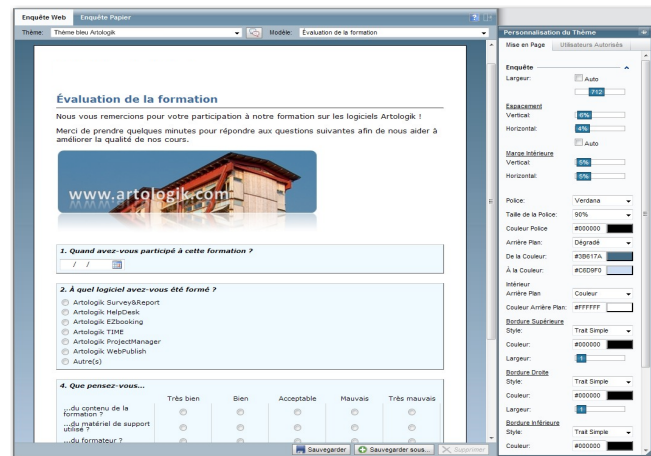 Enquête Web Enquête Papier
Thème: Thème bleu Artologik Modèle: Évaluation de la formation
Évaluation de la formation
Nous vous remercions pour votre participation à notre formation sur les logiciels Artologik !
Merci de prendre quelques minutes pour répondre aux questions suivantes afin de nous aider à
améliorer la qualité de nos cours.
www.artologik.com
1. Quand avez-vous participé à cette formation ?
/ /
2. À quel logiciel avez-vous été formé ?
Artologik Survey&Report
Artologik HelpDesk
Artologik EZbooking
Artologik TIME
Artologik ProjectManager
Artologik WebPublish
Autre(s)
4. Que pensez-vous...
Très bien Bien Acceptable Mauvais Très mauvais
...du contenu de la
formation ?
...du matériel de support
utilisé ?
...du formateur ?
Sauvegarder Sauvegarder sous... Supprimer
Personnalisation du Thème
Mise en Page Utilisateurs Autorisés
Enquête
Largeur: Auto
712
Espacement
Vertical: 6%
Horizontal: 4%
Auto
Marge Intérieure
Vertical: 5%
Horizontal: 5%
Police: Verdana
Taille de la Police: 90%
Couleur Police #000000
Arrière Plan: Dégradé
De la Couleur: #3B617A
À la Couleur: #C6D9F0
Intérieur
Arrière Plan Couleur
Couleur Arrière Plan: #FFFFFF
Bordure Supérieure
Style: Trait Simple
Couleur: #000000
Largeur: 1
Bordure Droite
Style: Trait Simple
Couleur: #000000
Largeur: 1
Bordure Inférieure
Style: Trait Simple
Couleur: #000000